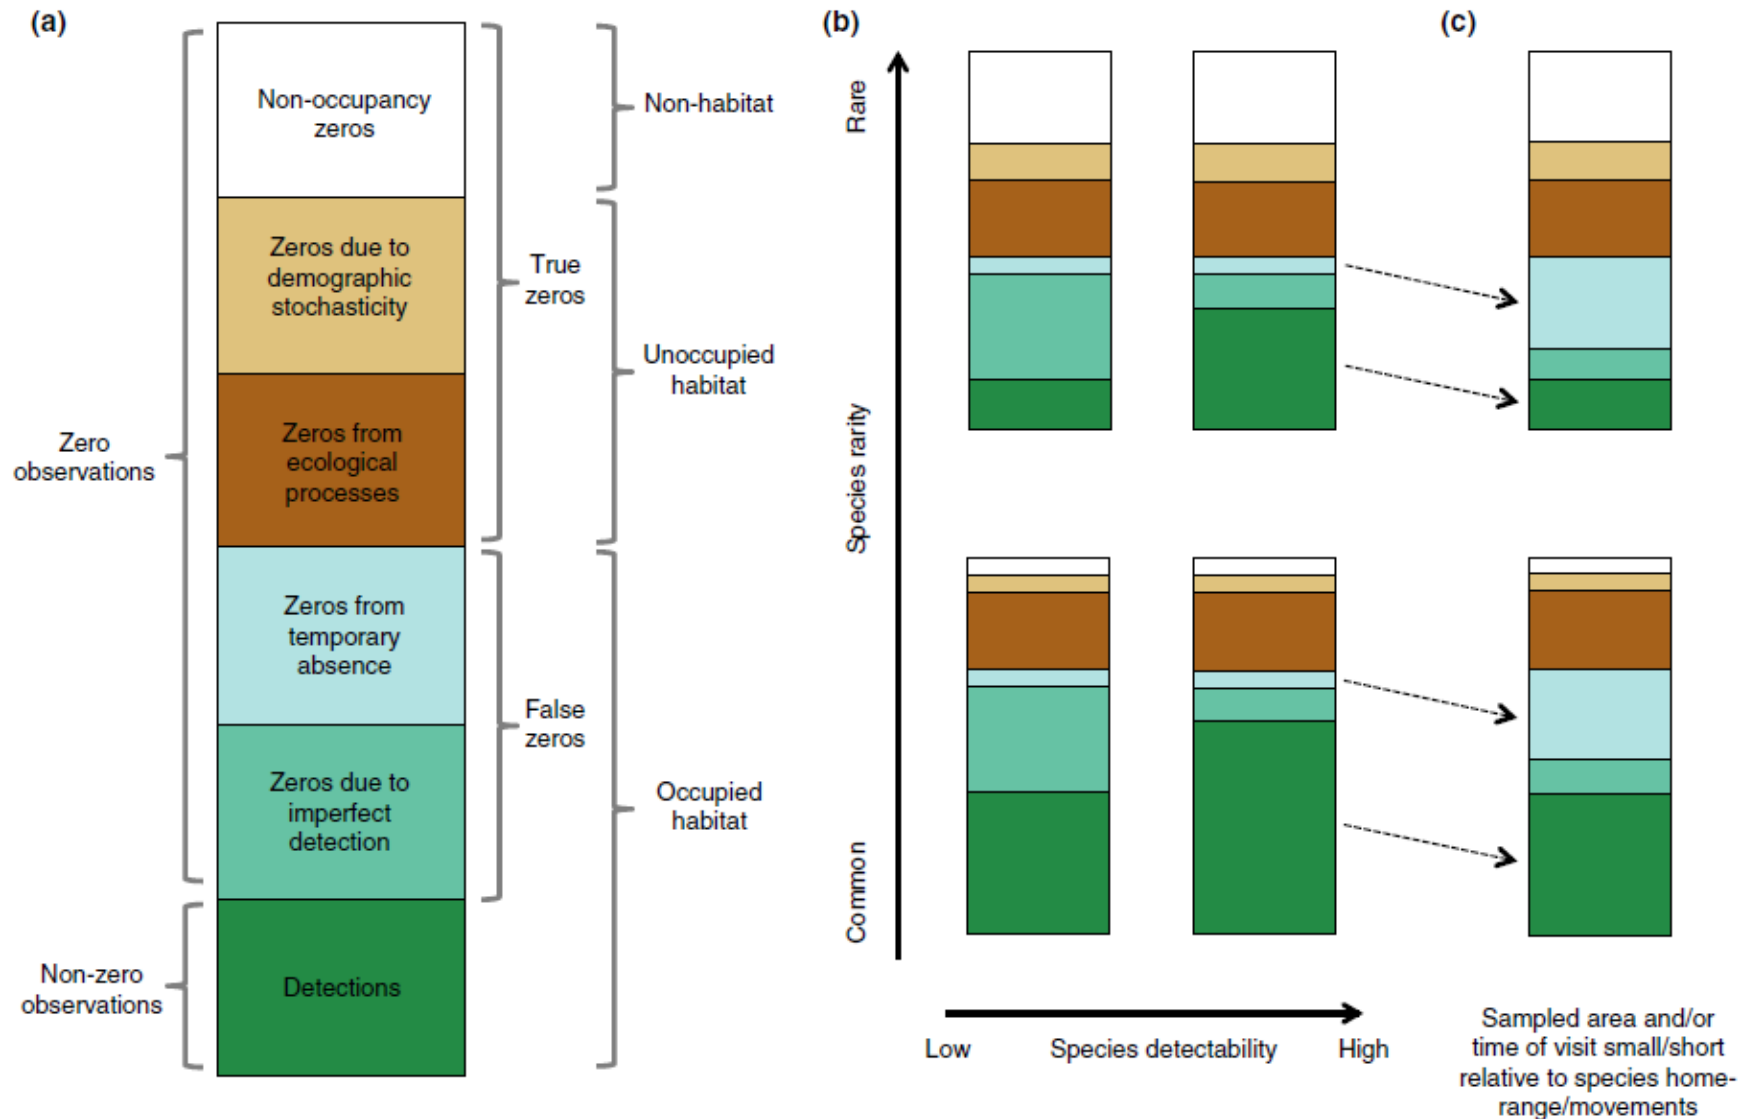 (a)
Zero
observations
Non-zero
observations
Non-occupancy
zeros
Zeros due to
demographic
stochasticity
Zeros from
ecological
processes
Zeros from
temporary
absence
Zeros due to
imperfect
detection
Detections
True
zeros
False
zeros
Non-habitat
Unoccupied
habitat
Occupied
habitat
(b)
Rare
Species rarity
Common
Low
Species detectability
High
(c)
Sampled area and/or
time of visit small/short
relative to species home-
range/movements